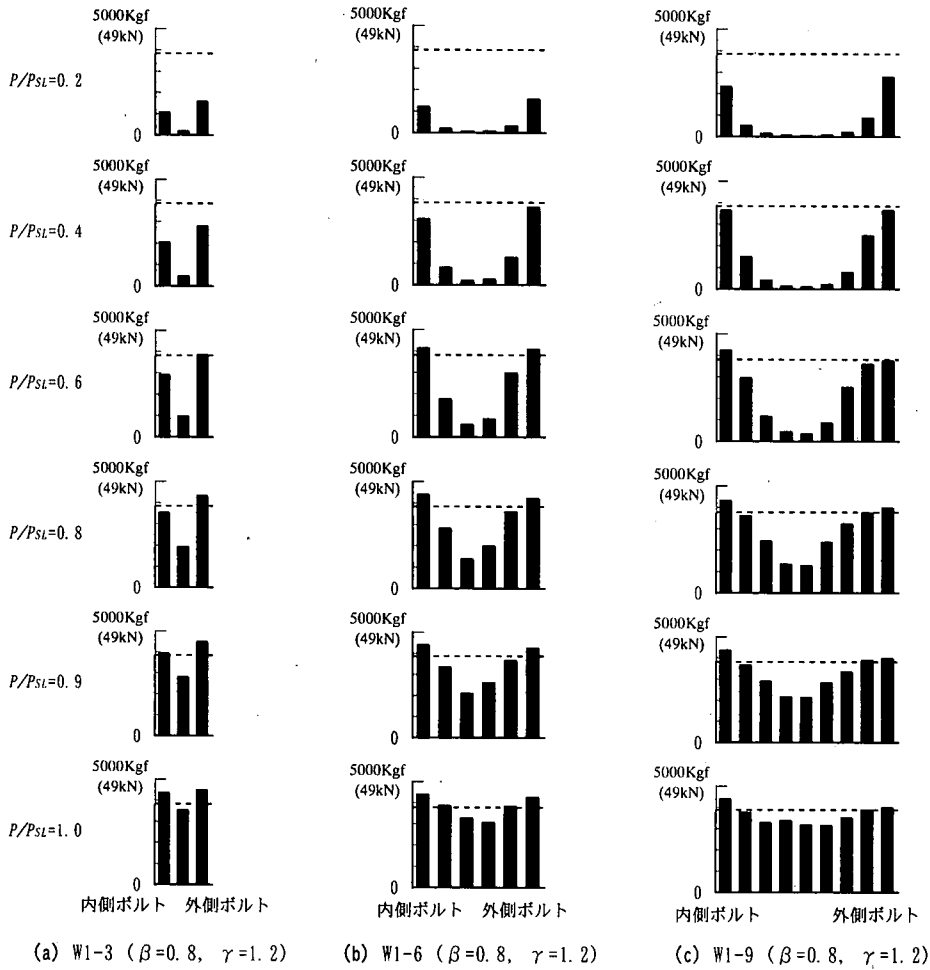 5000Kgf 5000Kgf 5000Kgf
(49kN) (49kN) (49kN)
P/PSL=0.2
0 0 0
5000Kgf 5000Kgf 5000Kgf
(49kN) (49kN) (49kN)
P/PSL=0.4
0 0 0
5000Kgf 5000Kgf 5000Kgf
(49kN) (49kN) (49kN)
P/PSL=0.6
0 0 0
5000Kgf 5000Kgf 5000Kgf
(49kN) (49kN) (49kN)
P/PSL=0.8
0 0 0
5000Kgf 5000Kgf 5000Kgf
(49kN) (49kN) (49kN)
P/PSL=0.9
0 0 0
5000Kgf 5000Kgf 5000Kgf
(49kN) (49kN) (49kN)
P/PSL=1.0
0 0 0
内側ボルト 外側ボルト 内側ボルト 外側ボルト 内側ボルト 外側ボルト
(a) W1-3 (β=0.8, γ=1.2) (b) W1-6 (β=0.8, γ=1.2) (c) W1-9 (β=0.8, γ=1.2)